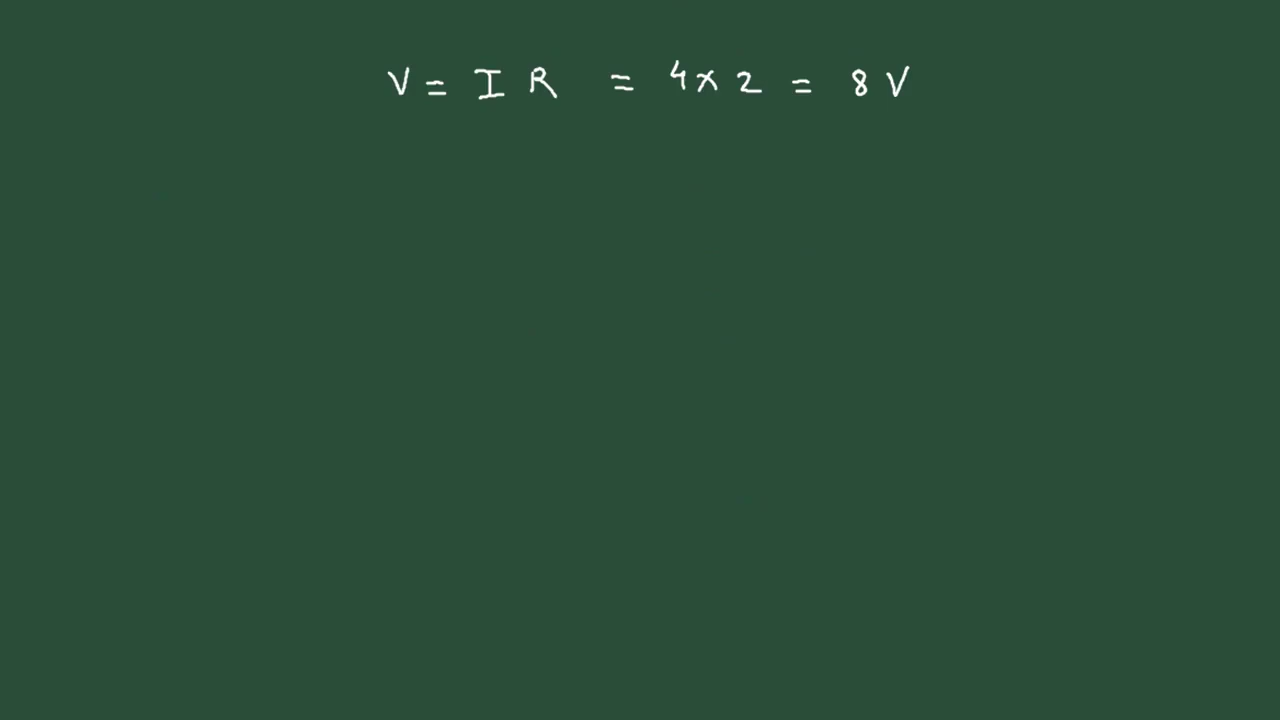 V = I R = 4 × 2 = 8 V